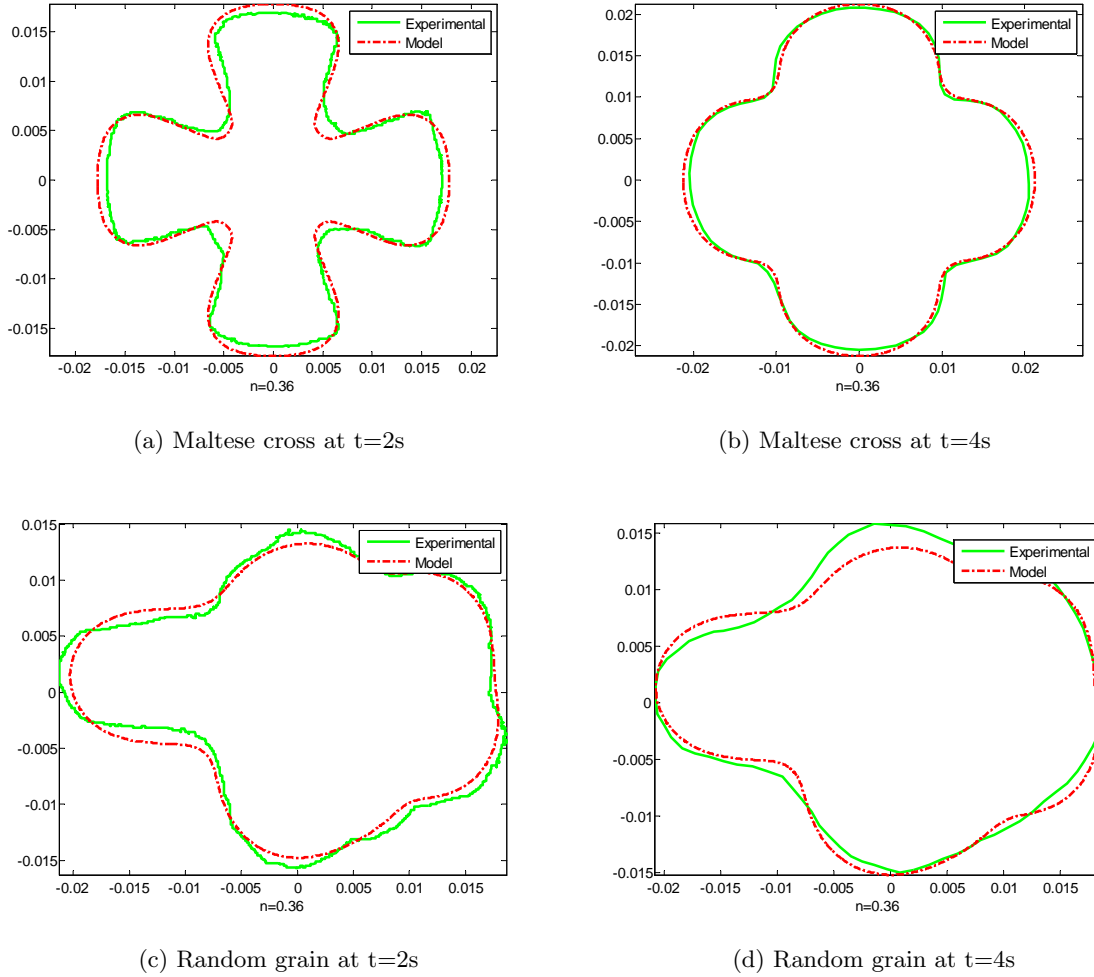 0.015
0.01
0.005
0
-0.005
-0.01
-0.015
-0.02 -0.015 -0.01 -0.005 0 0.005 0.01 0.015 0.02
n=0.36
Experimental
Model
(a) Maltese cross at t=2s
0.02
0.015
0.01
0.005
0
-0.005
-0.01
-0.015
-0.02
-0.02 -0.01 0 0.01 0.02
n=0.36
Experimental
Model
(b) Maltese cross at t=4s
0.015
0.01
0.005
0
-0.005
-0.01
-0.015
-0.02 -0.015 -0.01 -0.005 0 0.005 0.01 0.015
n=0.36
Experimental
Model
(c) Random grain at t=2s
0.015
0.01
0.005
0
-0.005
-0.01
-0.015
-0.02 -0.015 -0.01 -0.005 0 0.005 0.01 0.015
n=0.36
Experimental
Model
(d) Random grain at t=4s